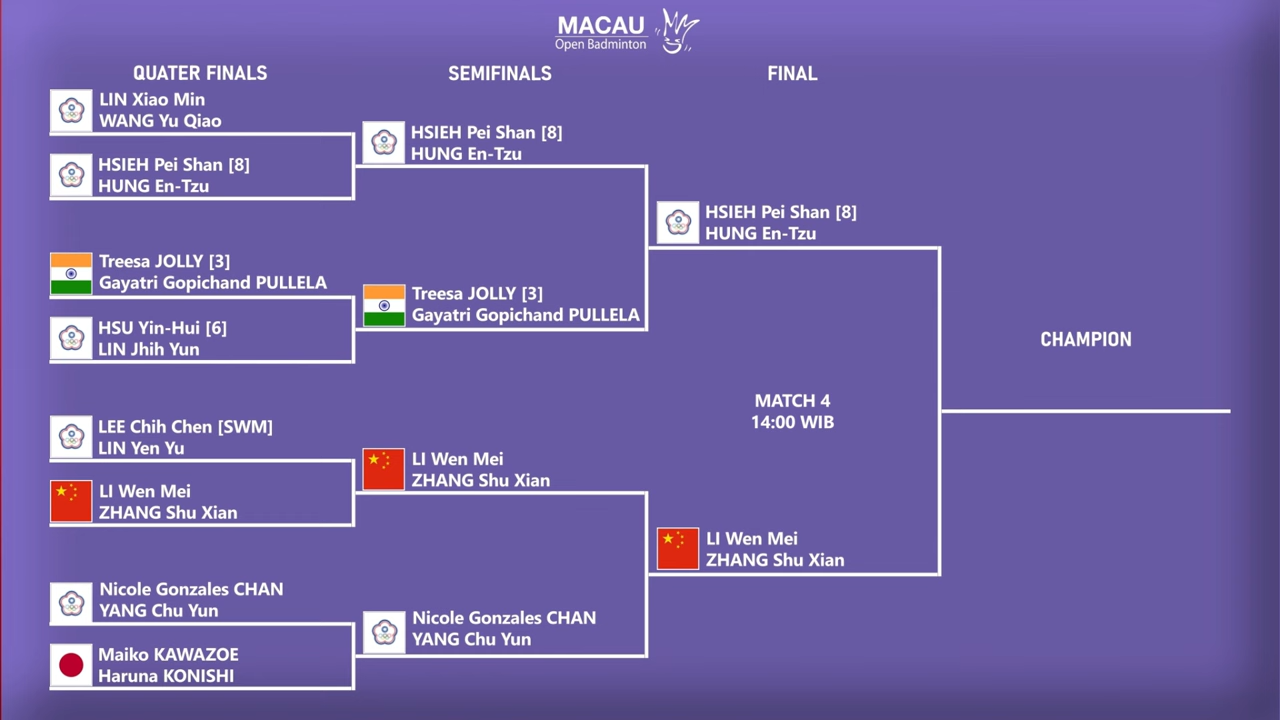 MACAU
Open Badminton
QUATER FINALS
SEMIFINALS
FINAL
LIN Xiao Min
WANG Yu Qiao
HSIEH Pei Shan [8]
HUNG En-Tzu
Treesa JOLLY [3]
Gayatri Gopichand PULLELA
HSU Yin-Hui [6]
LIN Jhih Yun
LEE Chih Chen [SWM]
LIN Yen Yu
LI Wen Mei
ZHANG Shu Xian
Nicole Gonzales CHAN
YANG Chu Yun
Maiko KAWAZOE
Haruna KONISHI
HSIEH Pei Shan [8]
HUNG En-Tzu
Treesa JOLLY [3]
Gayatri Gopichand PULLELA
LI Wen Mei
ZHANG Shu Xian
Nicole Gonzales CHAN
YANG Chu Yun
HSIEH Pei Shan [8]
HUNG En-Tzu
MATCH 4
14:00 WIB
LI Wen Mei
ZHANG Shu Xian
CHAMPION